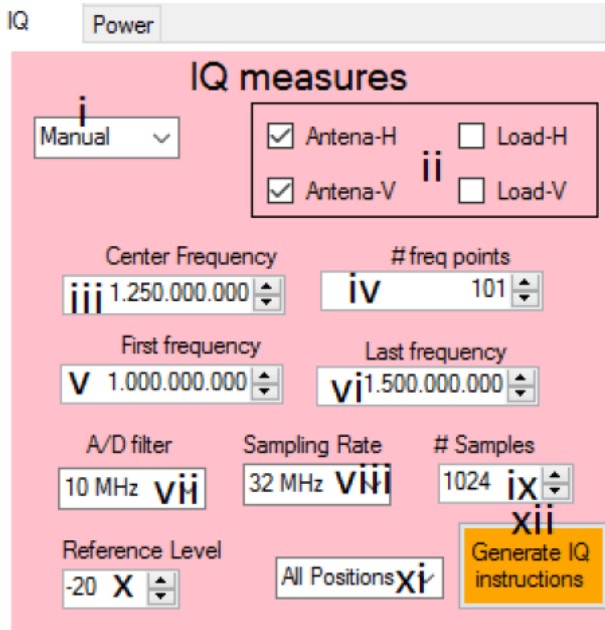 IQ
Power
IQ measures
i
Manual
Antena-H
Load-H
ii
Antena-V
Load-V
Center Frequency
# freq points
iii 1.250.000.000
iv 101
First frequency
Last frequency
v 1.000.000.000
vi 1.500.000.000
A/D filter
Sampling Rate
# Samples
10 MHz vii
32 MHz viii
1024 ix
xii
Reference Level
Generate IQ
-20 x
All Positions xi
instructions